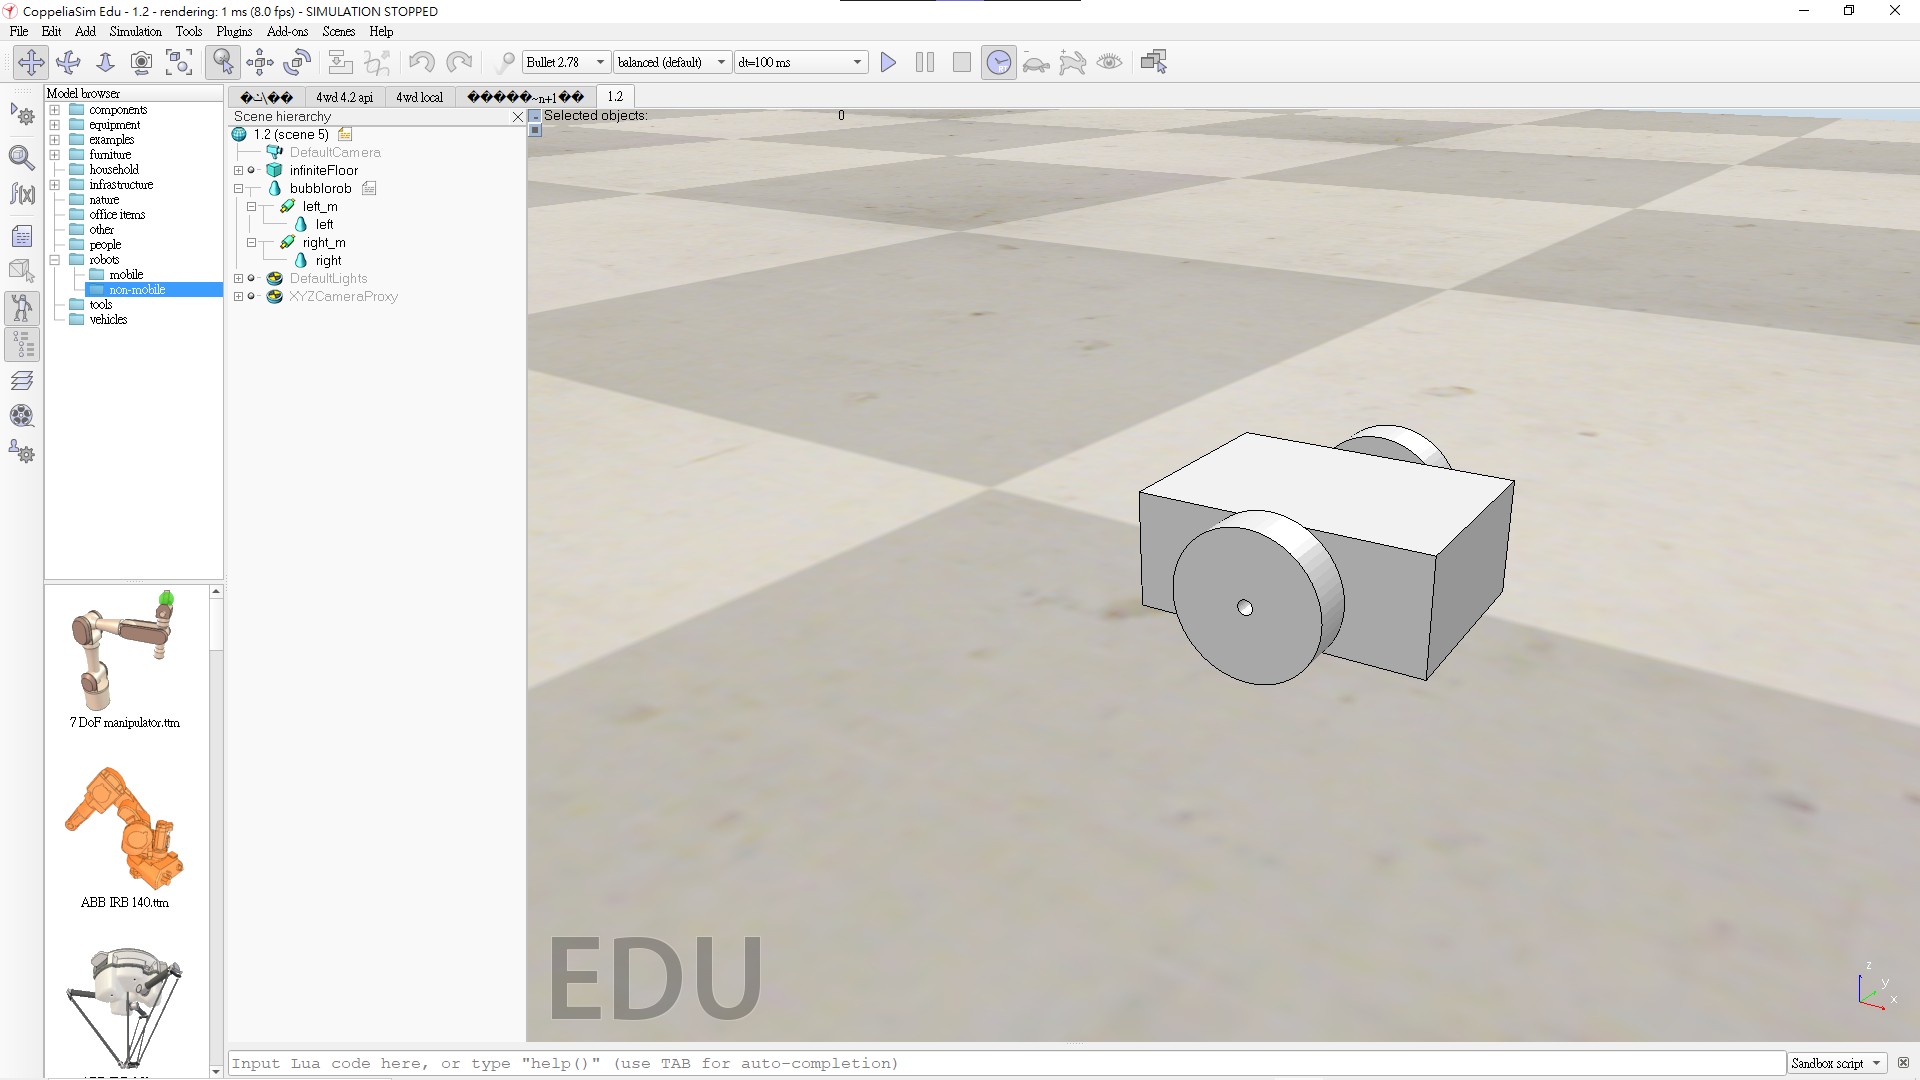 CoppeliaSim Edu - 1.2 - rendering: 1 ms (8.0 fps) - SIMULATION STOPPED
File Edit Add Simulation Tools Plugins Add-ons Scenes Help
Bullet 2.78 balanced (default) dt=100 ms
Model browser
components
equipment
examples
furniture
household
infrastructure
nature
office items
other
people
robots
mobile
non-mobile
tools
vehicles
7 DoF manipulator.ttm
ABB IRB 140.ttm
4wd 4.2 api 4wd local �����~n+1�� 1.2
Scene hierarchy
1.2 (scene 5)
DefaultCamera
infiniteFloor
bubblorob
left_m
left
right_m
right
DefaultLights
XYZCameraProxy
Selected objects: 0
EDU
z
y
x
Input Lua code here, or type "help()" (use TAB for auto-completion)
Sandbox script